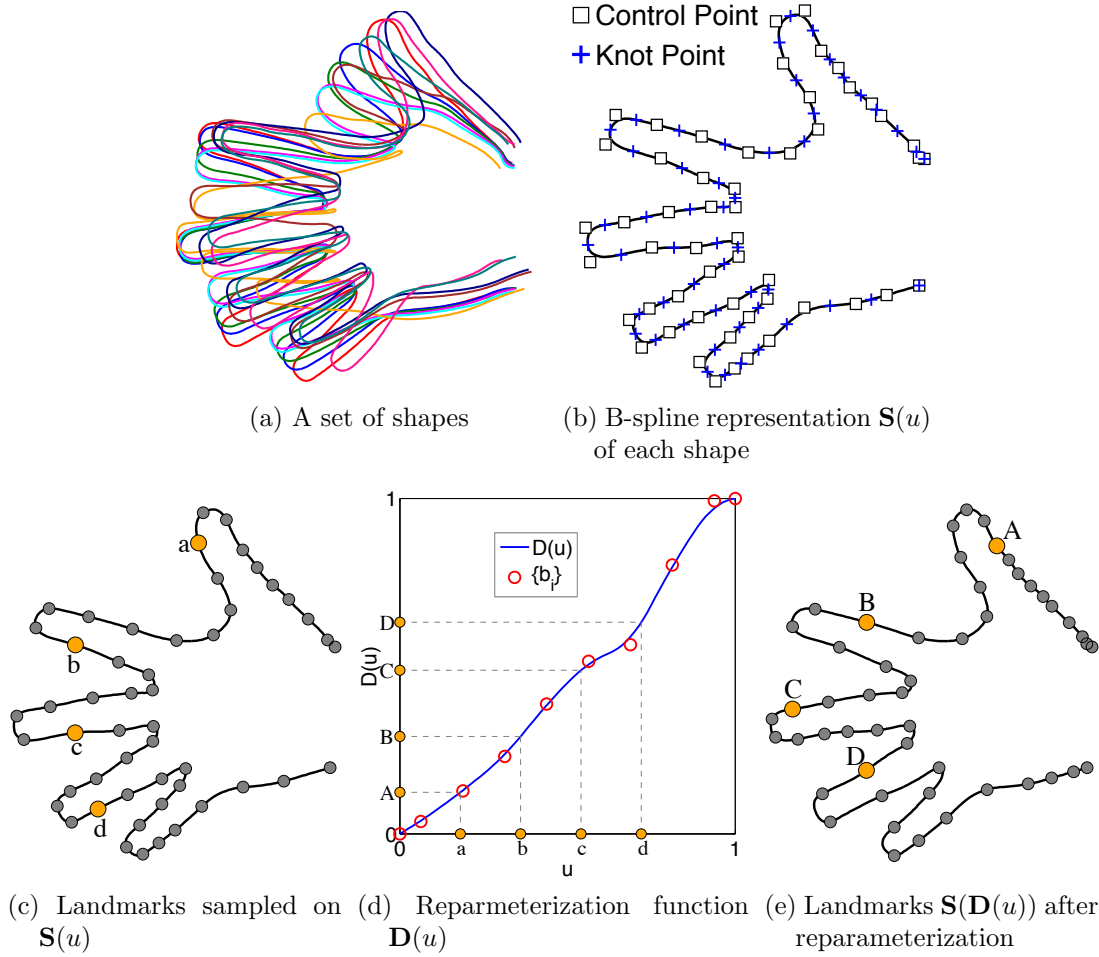 Control Point
Knot Point
(a) A set of shapes
(b) B-spline representation S(u)
of each shape
a
b
c
d
1
D(u)
{b_i}
D
C
B
A
D(u)
0
0
a
b
c
d
1
u
A
B
C
D
(c) Landmarks sampled on
S(u)
(d) Reparmeterization function
D(u)
(e) Landmarks S(D(u)) after
reparameterization